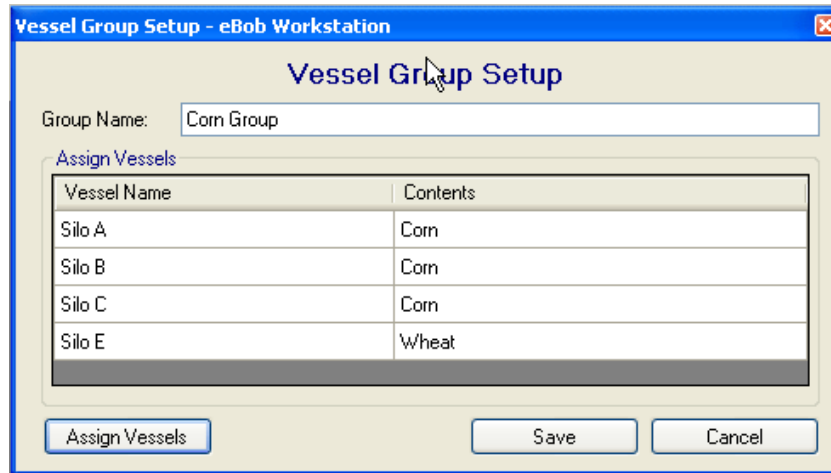 Vessel Group Setup - eBob Workstation
Vessel Group Setup
Group Name: Corn Group
Assign Vessels
Vessel Name Contents
Silo A Corn
Silo B Corn
Silo C Corn
Silo E Wheat
Assign Vessels Save Cancel